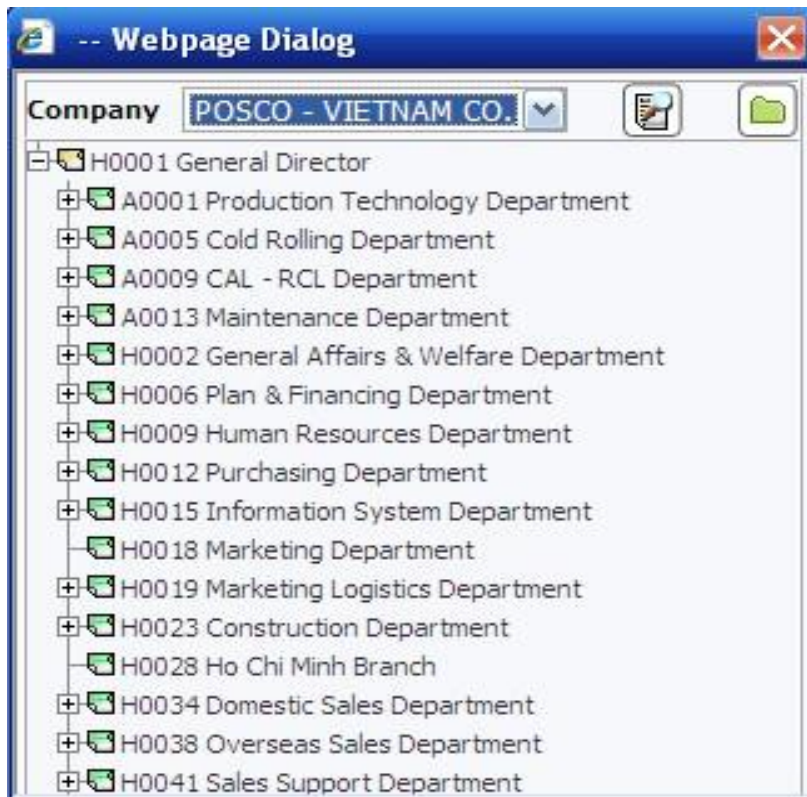 -- Webpage Dialog
Company POSCO - VIETNAM CO.
H0001 General Director
A0001 Production Technology Department
A0005 Cold Rolling Department
A0009 CAL - RCL Department
A0013 Maintenance Department
H0002 General Affairs & Welfare Department
H0006 Plan & Financing Department
H0009 Human Resources Department
H0012 Purchasing Department
H0015 Information System Department
H0018 Marketing Department
H0019 Marketing Logistics Department
H0023 Construction Department
H0028 Ho Chi Minh Branch
H0034 Domestic Sales Department
H0038 Overseas Sales Department
H0041 Sales Support Department